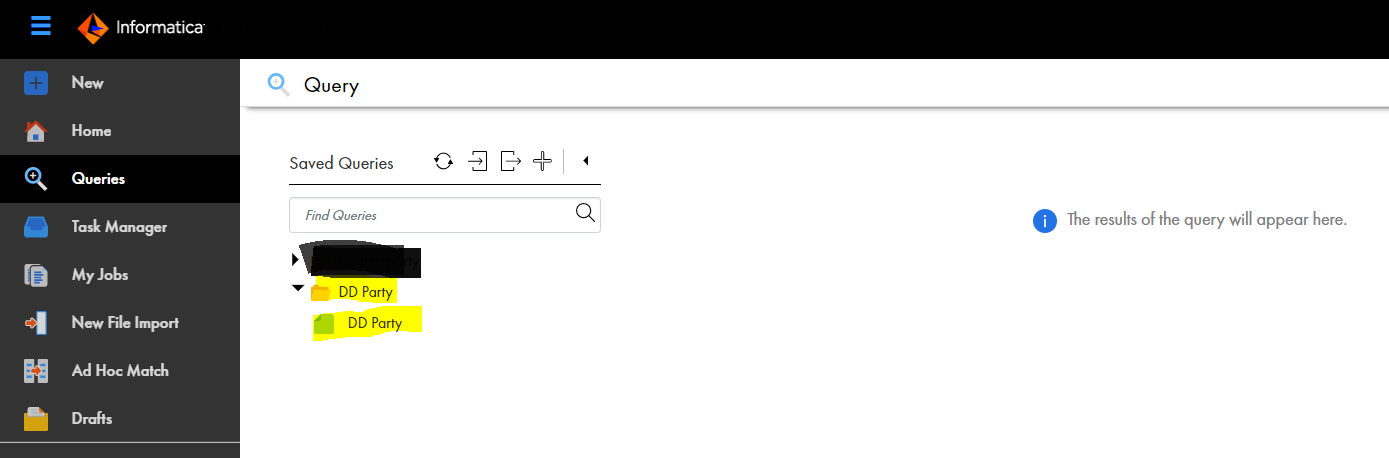 Informatica
New
Query
Home
Saved Queries
Queries
Find Queries
The results of the query will appear here.
Task Manager
My Jobs
DD Party
New File Import
DD Party
Ad Hoc Match
Drafts